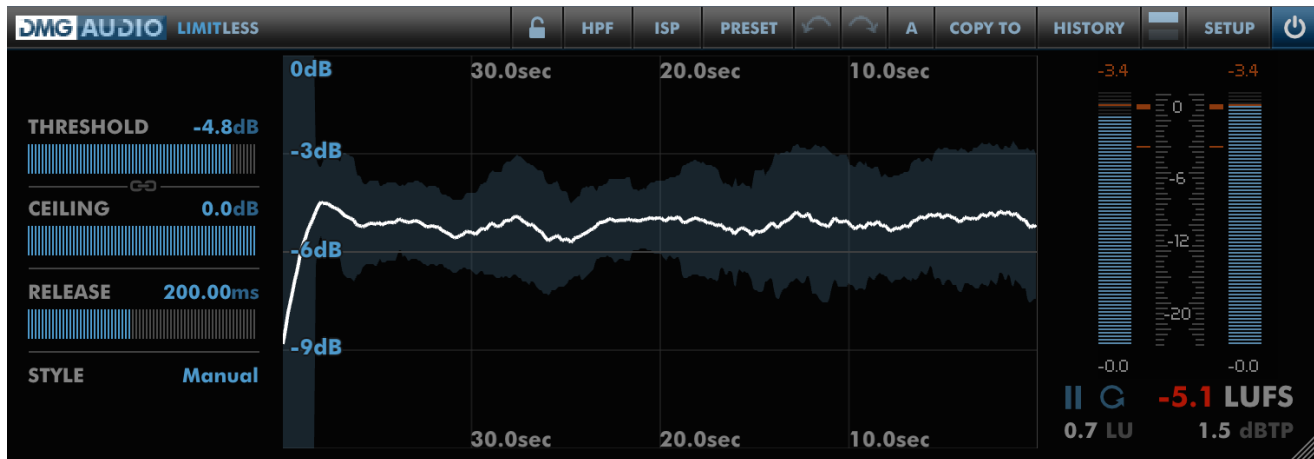 DMG AUDIO LIMITLESS HPF ISP PRESET A COPY TO HISTORY SETUP
0dB 30.0sec 20.0sec 10.0sec
-3.4 -3.4
THRESHOLD -4.8dB
-3dB
CEILING 0.0dB
-6dB
RELEASE 200.00ms
-9dB
STYLE Manual
0
-6
-12
-20
-0.0 -0.0
-5.1 LUFS
30.0sec 20.0sec 10.0sec
0.7 LU 1.5 dBTP